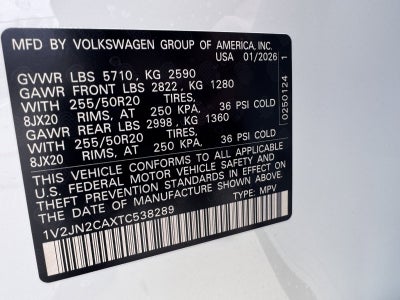 MFD BY VOLKSWAGEN GROUP OF AMERICA, INC.
USA 01/2026
GVWR LBS 5710, KG 2590
GAWR FRONT LBS 2822, KG 1280
WITH 255/50R20 TIRES,
8JX20 RIMS, AT 250 KPA. 36 PSI COLD
GAWR REAR LBS 2998, KG 1360
WITH 255/50R20 TIRES,
8JX20 RIMS, AT 250 KPA. 36 PSI COLD
THIS VEHICLE CONFORMS TO ALL APPLICABLE
U.S. FEDERAL MOTOR VEHICLE SAFETY AND
THEFT PREVENTION STANDARDS IN EFFECT ON
THE DATE OF MANUFACTURE SHOWN ABOVE.
1V2JN2CAXTC538289 TYPE: MPV
0250124 1